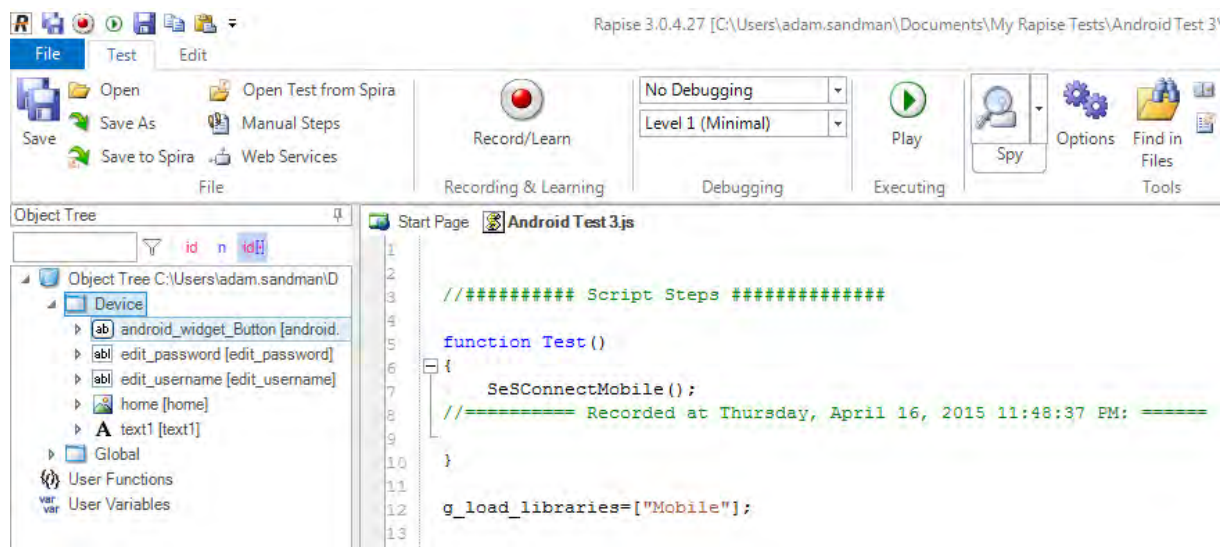 Rapise 3.0.4.27 [C:\Users\adam.sandman\Documents\My Rapise Tests\Android Test 3\
File Test Edit
Save
Open
Save As
Save to Spira
Open Test from Spira
Manual Steps
Web Services
File
Record/Learn
Recording & Learning
No Debugging
Level 1 (Minimal)
Debugging
Play
Executing
Spy
Options
Find in
Files
Tools
Object Tree
id n id[-]
Object Tree C:\Users\adam.sandman\D
Device
android_widget_Button [android.
edit_password [edit_password]
edit_username [edit_username]
home [home]
A text1 [text1]
Global
User Functions
var
var User Variables
Start Page Android Test 3.js
1
2
3 //########## Script Steps ##############
4
5 function Test()
6 {
7 SeSConnectMobile();
8 //========== Recorded at Thursday, April 16, 2015 11:48:37 PM: ======
9
10 }
11
12 g_load_libraries=["Mobile"];
13